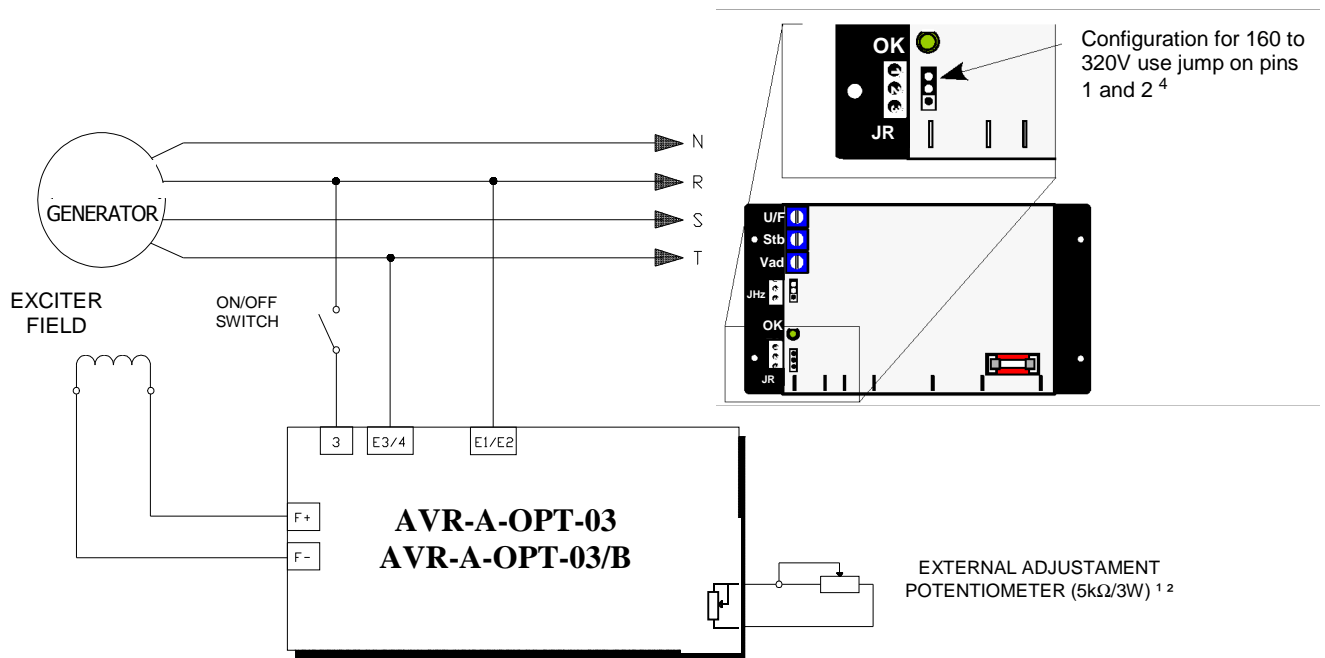 OK
JR
Configuration for 160 to
320V use jump on pins
1 and 2 ⁴
N
R
S
T
GENERATOR
U/F
Stb
Vad
JHz
OK
JR
EXCITER
FIELD
ON/OFF
SWITCH
3
E3/4
E1/E2
F+
F-
AVR-A-OPT-03
AVR-A-OPT-03/B
EXTERNAL ADJUSTAMENT
POTENTIOMETER (5kΩ/3W) ¹ ²